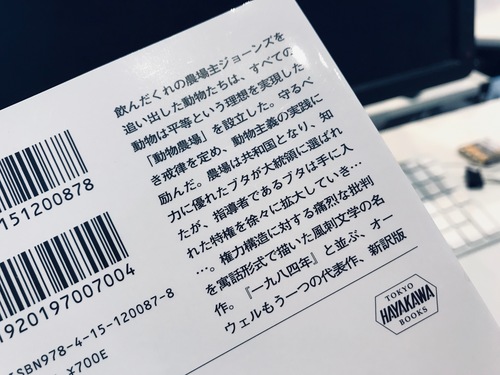 飲んだくれの農場主ジョーンズを
追い出した動物たちは、すべての
動物は平等という理想を実現した
「動物農場」を設立した。守るべ
き戒律を定め、動物主義の実践に
励んだ。農場は共和国となり、知
力に優れたブタが大統領に選ばれ
たが、指導者であるブタは手に入
れた特権を徐々に拡大していき…
…。権力構造に対する痛烈な批判
を寓話形式で描いた風刺文学の名
作。『一九八四年』と並ぶ、オー
ウェルもう一つの代表作、新訳版
151200878
1920197007004
ISBN978-4-15-120087-8
¥700E
TOKYO
HAYAKAWA
BOOKS